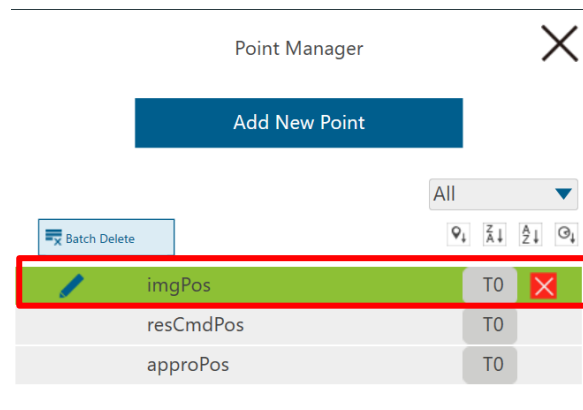 Point Manager
Add New Point
All
Batch Delete
imgPos T0
resCmdPos T0
approPos T0